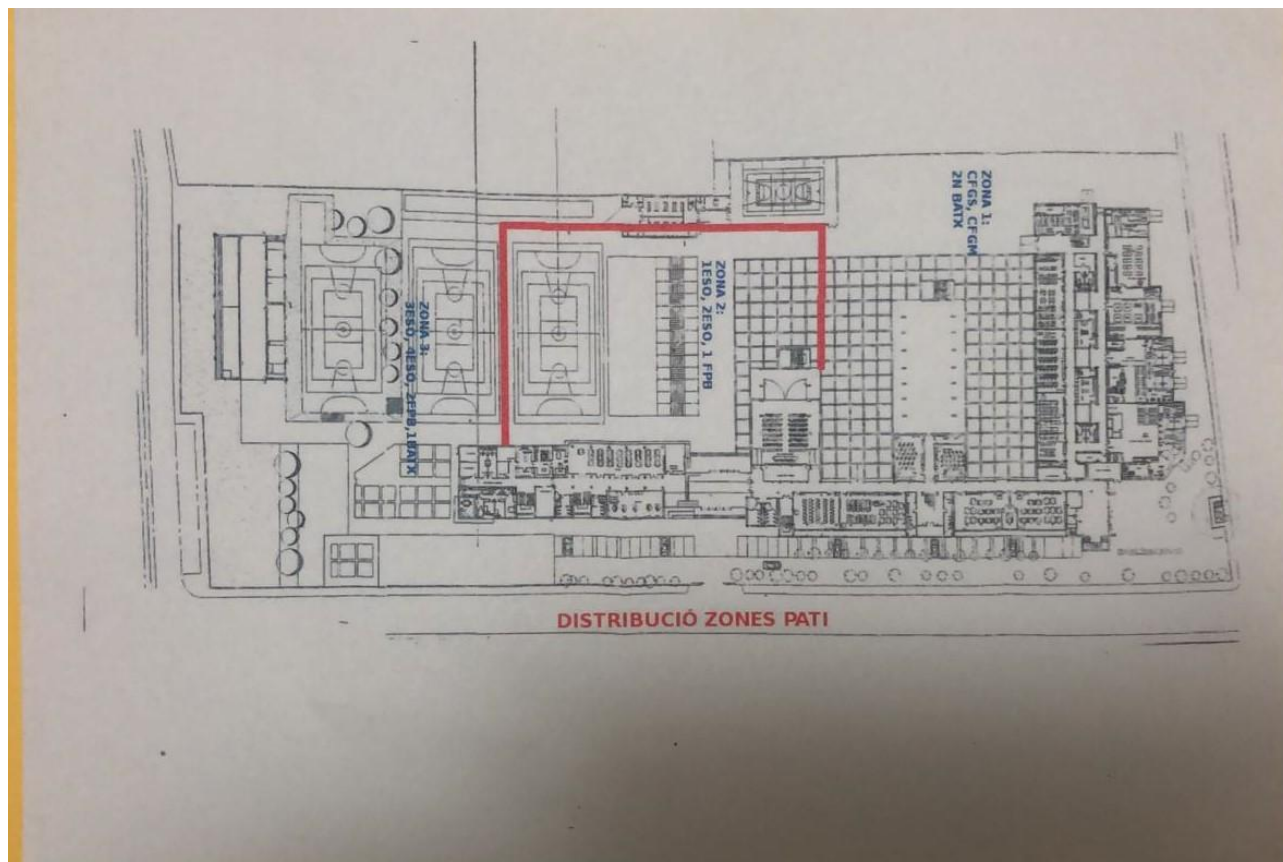 ZONA 1:
CFGS, CFGM
2N BATX
ZONA 2:
1ESO, 2ESO, 1 FPB
ZONA 3:
3ESO, 4ESO, 2FPB,1BATX
DISTRIBUCIÓ ZONES PATI